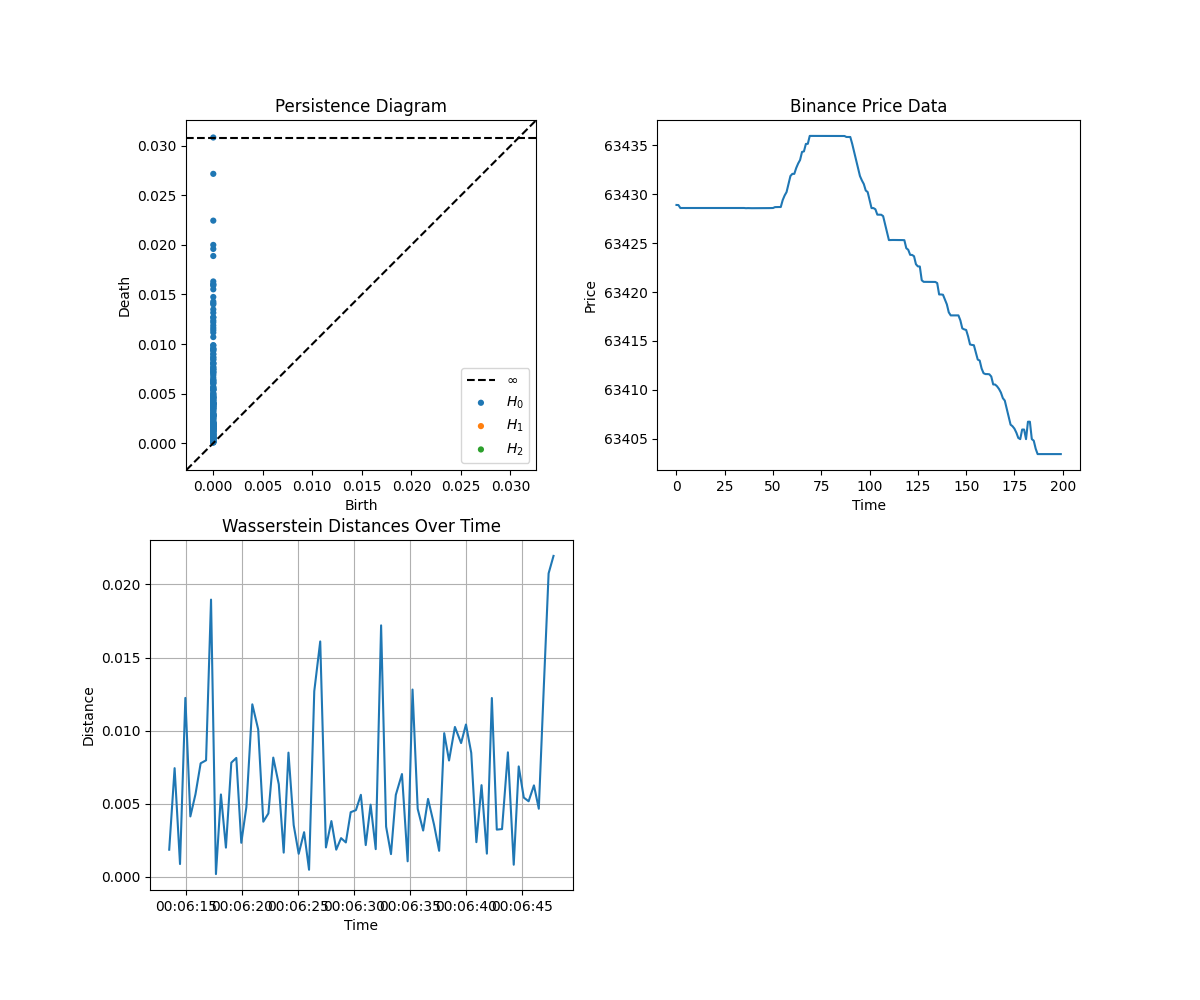 Persistence Diagram
0.030
0.025
0.020
0.015
0.010
0.005
0.000
Death
∞
H₀
H₁
H₂
0.000 0.005 0.010 0.015 0.020 0.025 0.030
Birth
Binance Price Data
63435
63430
63425
63420
63415
63410
63405
Price
0 25 50 75 100 125 150 175 200
Time
Wasserstein Distances Over Time
0.020
0.015
0.010
0.005
0.000
Distance
00:06:15 00:06:20 00:06:25 00:06:30 00:06:35 00:06:40 00:06:45
Time